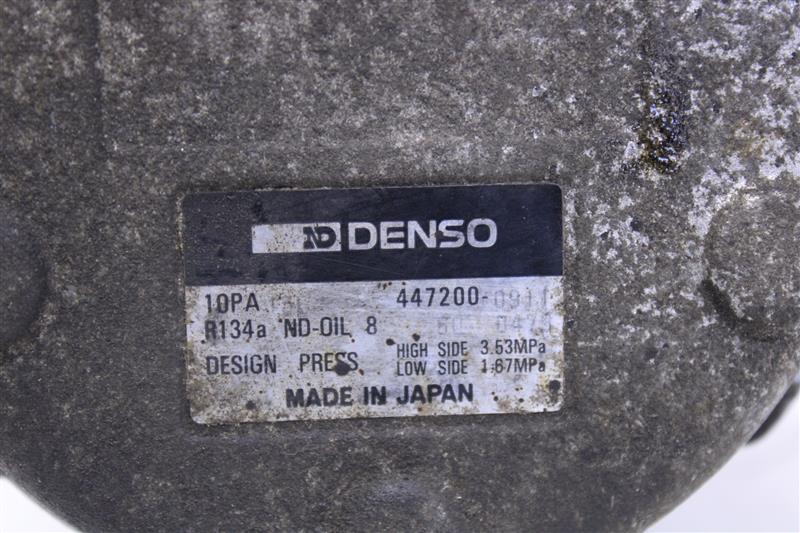 ND DENSO
10PA 447200-0911
R134a ND-OIL 8
DESIGN PRESS HIGH SIDE 3.53MPa
LOW SIDE 1.67MPa
MADE IN JAPAN